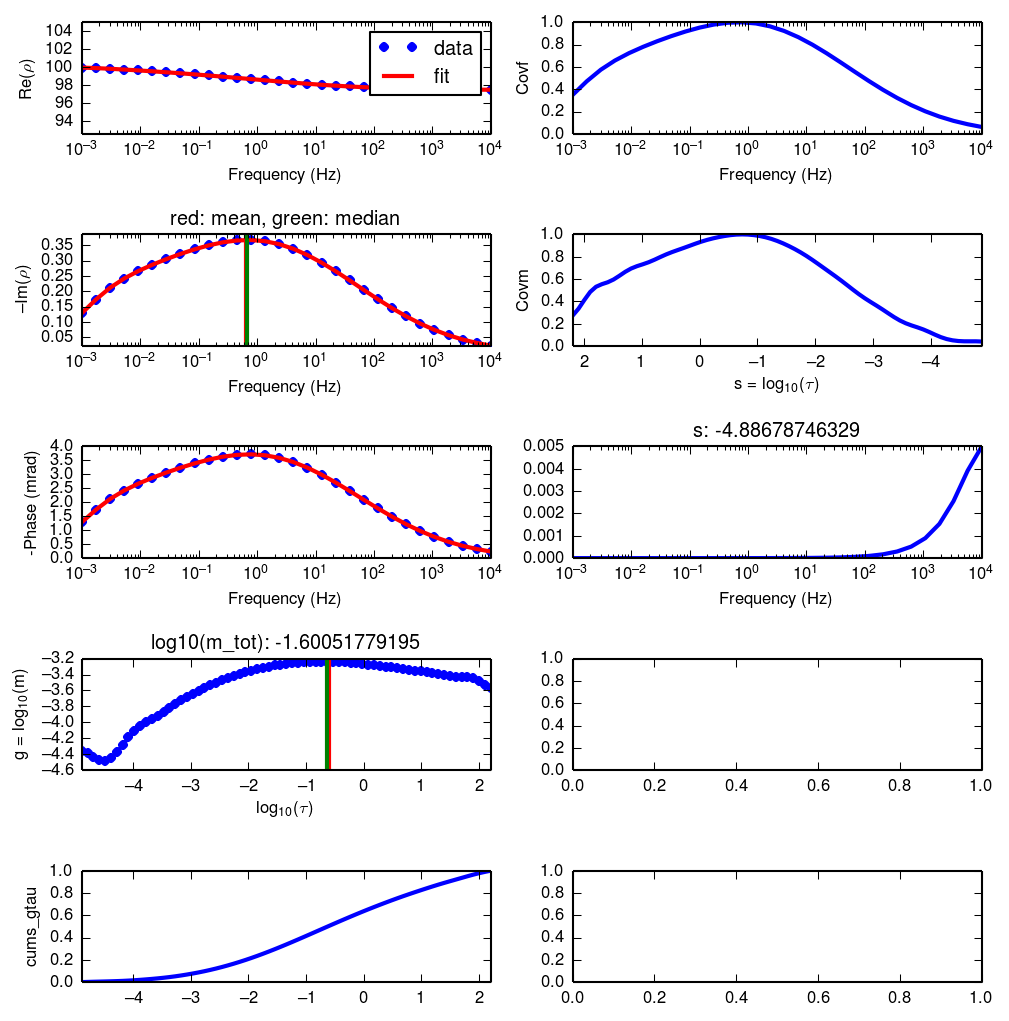 104
102
100
98
96
94
Re(ρ)
data
fit
10⁻³ 10⁻² 10⁻¹ 10⁰ 10¹ 10² 10³ 10⁴
Frequency (Hz)
1.0
0.8
0.6
0.4
0.2
0.0
Covf
10⁻³ 10⁻² 10⁻¹ 10⁰ 10¹ 10² 10³ 10⁴
Frequency (Hz)
red: mean, green: median
0.35
0.30
0.25
0.20
0.15
0.10
0.05
−Im(ρ)
10⁻³ 10⁻² 10⁻¹ 10⁰ 10¹ 10² 10³ 10⁴
Frequency (Hz)
1.0
0.8
0.6
0.4
0.2
0.0
Covm
2 1 0 −1 −2 −3 −4
s = log₁₀(τ)
4.0
3.5
3.0
2.5
2.0
1.5
1.0
0.5
0.0
-Phase (mrad)
10⁻³ 10⁻² 10⁻¹ 10⁰ 10¹ 10² 10³ 10⁴
Frequency (Hz)
s: -4.88678746329
0.005
0.004
0.003
0.002
0.001
0.000
10⁻³ 10⁻² 10⁻¹ 10⁰ 10¹ 10² 10³ 10⁴
Frequency (Hz)
log10(m_tot): -1.60051779195
−3.2
−3.4
−3.6
−3.8
−4.0
−4.2
−4.4
−4.6
g = log₁₀(m)
−4 −3 −2 −1 0 1 2
log₁₀(τ)
1.0
0.8
0.6
0.4
0.2
0.0
0.0 0.2 0.4 0.6 0.8 1.0
1.0
0.8
0.6
0.4
0.2
0.0
cums_gtau
−4 −3 −2 −1 0 1 2
1.0
0.8
0.6
0.4
0.2
0.0
0.0 0.2 0.4 0.6 0.8 1.0